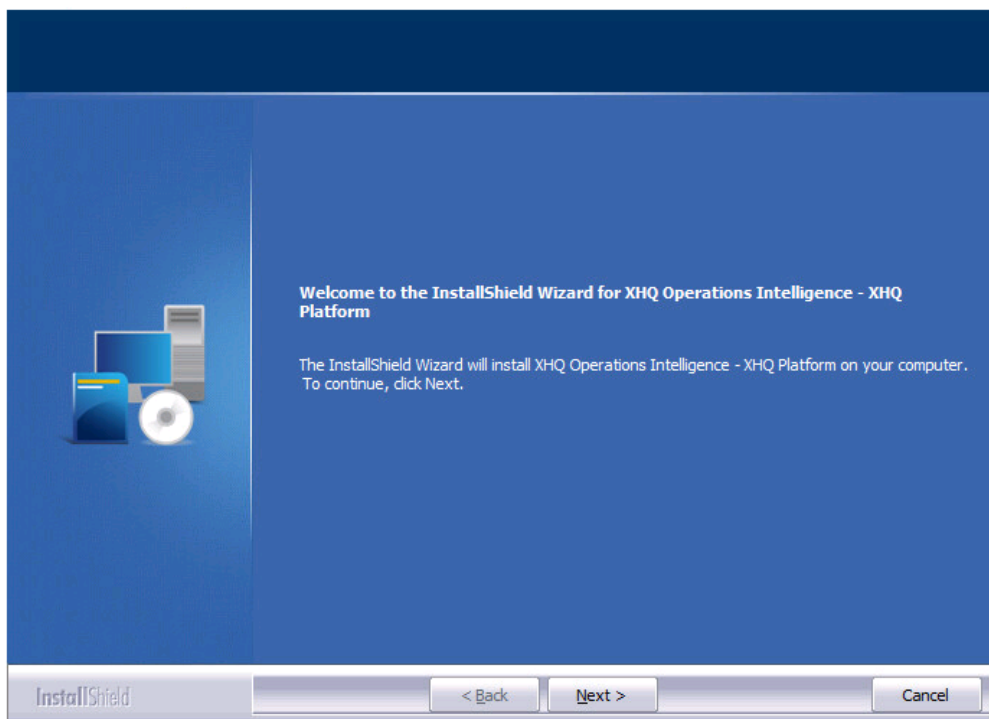 Welcome to the InstallShield Wizard for XHQ Operations Intelligence - XHQ
Platform
The InstallShield Wizard will install XHQ Operations Intelligence - XHQ Platform on your computer.
To continue, click Next.
InstallShield
< Back
Next >
Cancel